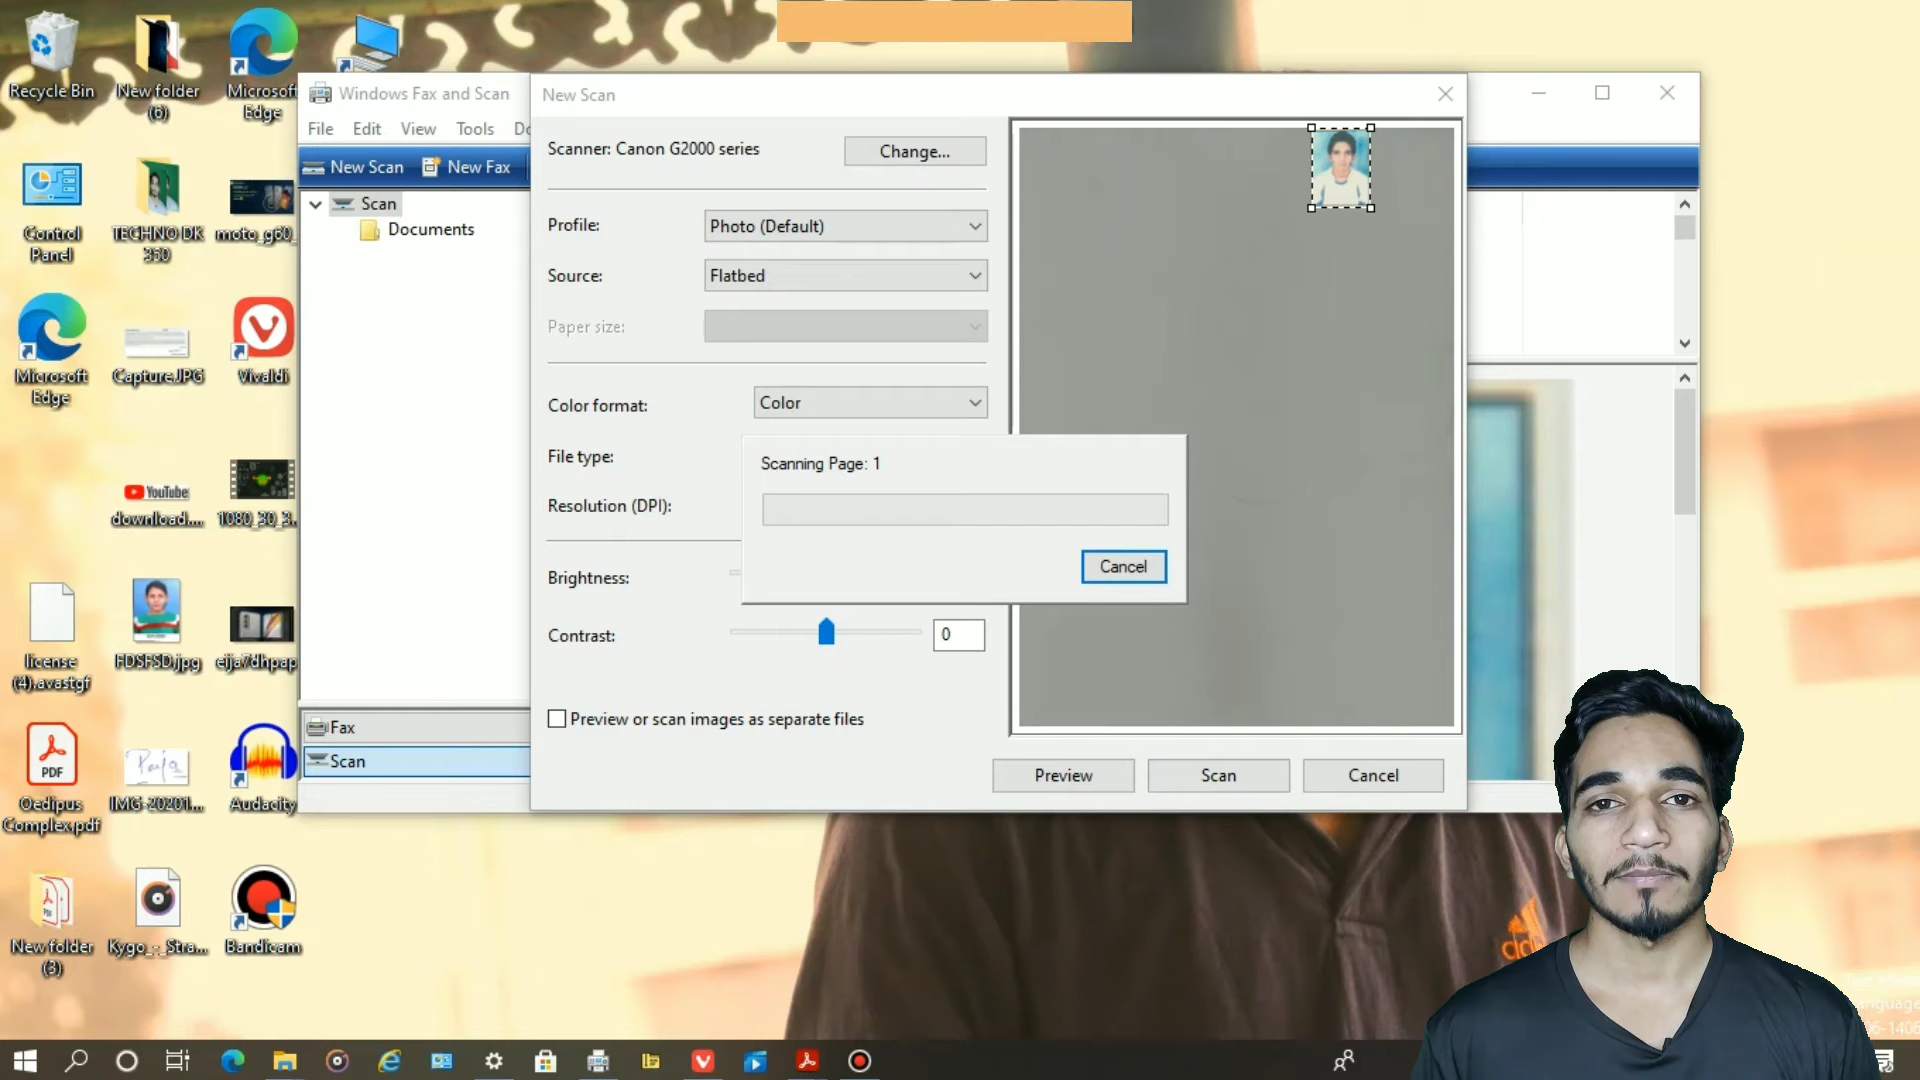 Recycle Bin
New folder
(6)
Microsoft
Edge
Control
Panel
TECHNO DK
350
moto_g60_
Microsoft
Edge
Capture.JPG
Vivaldi
YouTube
download....
1080_30_3..
license
(4).avastgf
FDSFSD.jpg
eija7dhpap
PDF
Oedipus
Complex.pdf
IMG-20201...
Audacity
New folder
(3)
Kygo_-_Stra...
Bandicam
Windows Fax and Scan
File Edit View Tools Do
New Scan New Fax
Scan
Documents
Fax
Scan
New Scan
Scanner: Canon G2000 series
Change...
Profile: Photo (Default)
Source: Flatbed
Paper size:
Color format: Color
File type:
Resolution (DPI):
Brightness:
Contrast: 0
Preview or scan images as separate files
Scanning Page: 1
Cancel
Preview Scan Cancel